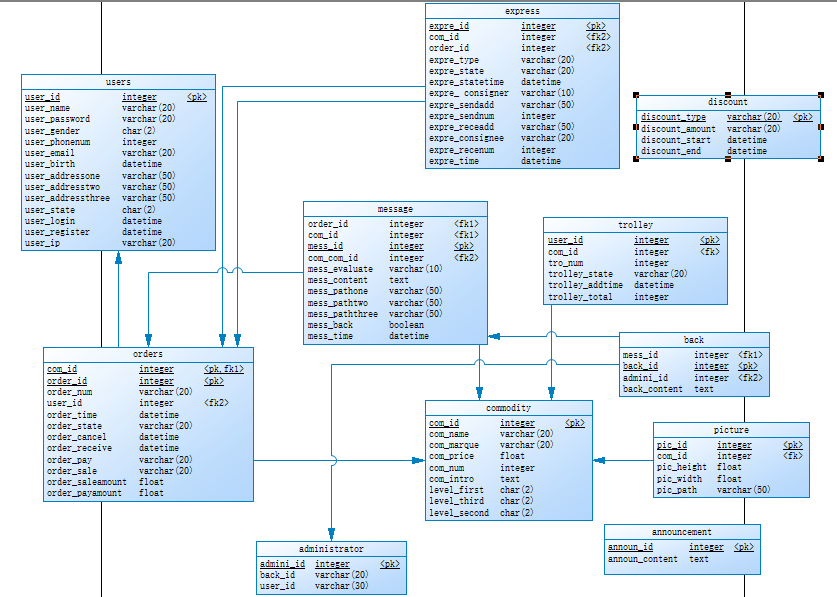 express
expre_id integer <pk>
com_id integer <fk2>
order_id integer <fk2>
expre_type varchar(20)
expre_state varchar(20)
expre_statetime datetime
expre_ consigner varchar(10)
expre_sendadd varchar(50)
expre_sendnum integer
expre_receadd varchar(50)
expre_consignee varchar(20)
expre_recenum integer
expre_time datetime
users
user_id integer <pk>
user_name varchar(20)
user_password varchar(20)
user_gender char(2)
user_phonenum integer
user_email varchar(20)
user_birth datetime
user_addressone varchar(50)
user_addresstwo varchar(50)
user_addressthree varchar(50)
user_state char(2)
user_login datetime
user_register datetime
user_ip varchar(20)
discount
discount_type varchar(20) <pk>
discount_amount varchar(20)
discount_start datetime
discount_end datetime
message
order_id integer <fk1>
com_id integer <fk1>
mess_id integer <pk>
com_com_id integer <fk2>
mess_evaluate varchar(10)
mess_content text
mess_pathone varchar(50)
mess_pathtwo varchar(50)
mess_paththree varchar(50)
mess_back boolean
mess_time datetime
trolley
user_id integer <pk>
com_id integer <fk>
tro_num integer
trolley_state varchar(20)
trolley_addtime datetime
trolley_total integer
back
mess_id integer <fk1>
back_id integer <pk>
admini_id integer <fk2>
back_content text
orders
com_id integer <pk,fk1>
order_id integer <pk>
order_num varchar(20)
user_id integer <fk2>
order_time datetime
order_state varchar(20)
order_cancel datetime
order_receive datetime
order_pay varchar(20)
order_sale varchar(20)
order_saleamount float
order_payamount float
commodity
com_id integer <pk>
com_name varchar(20)
com_marque varchar(20)
com_price float
com_num integer
com_intro text
level_first char(2)
level_third char(2)
level_second char(2)
picture
pic_id integer <pk>
com_id integer <fk>
pic_height float
pic_width float
pic_path varchar(50)
announcement
announ_id integer <pk>
announ_content text
administrator
admini_id integer <pk>
back_id varchar(20)
user_id varchar(30)